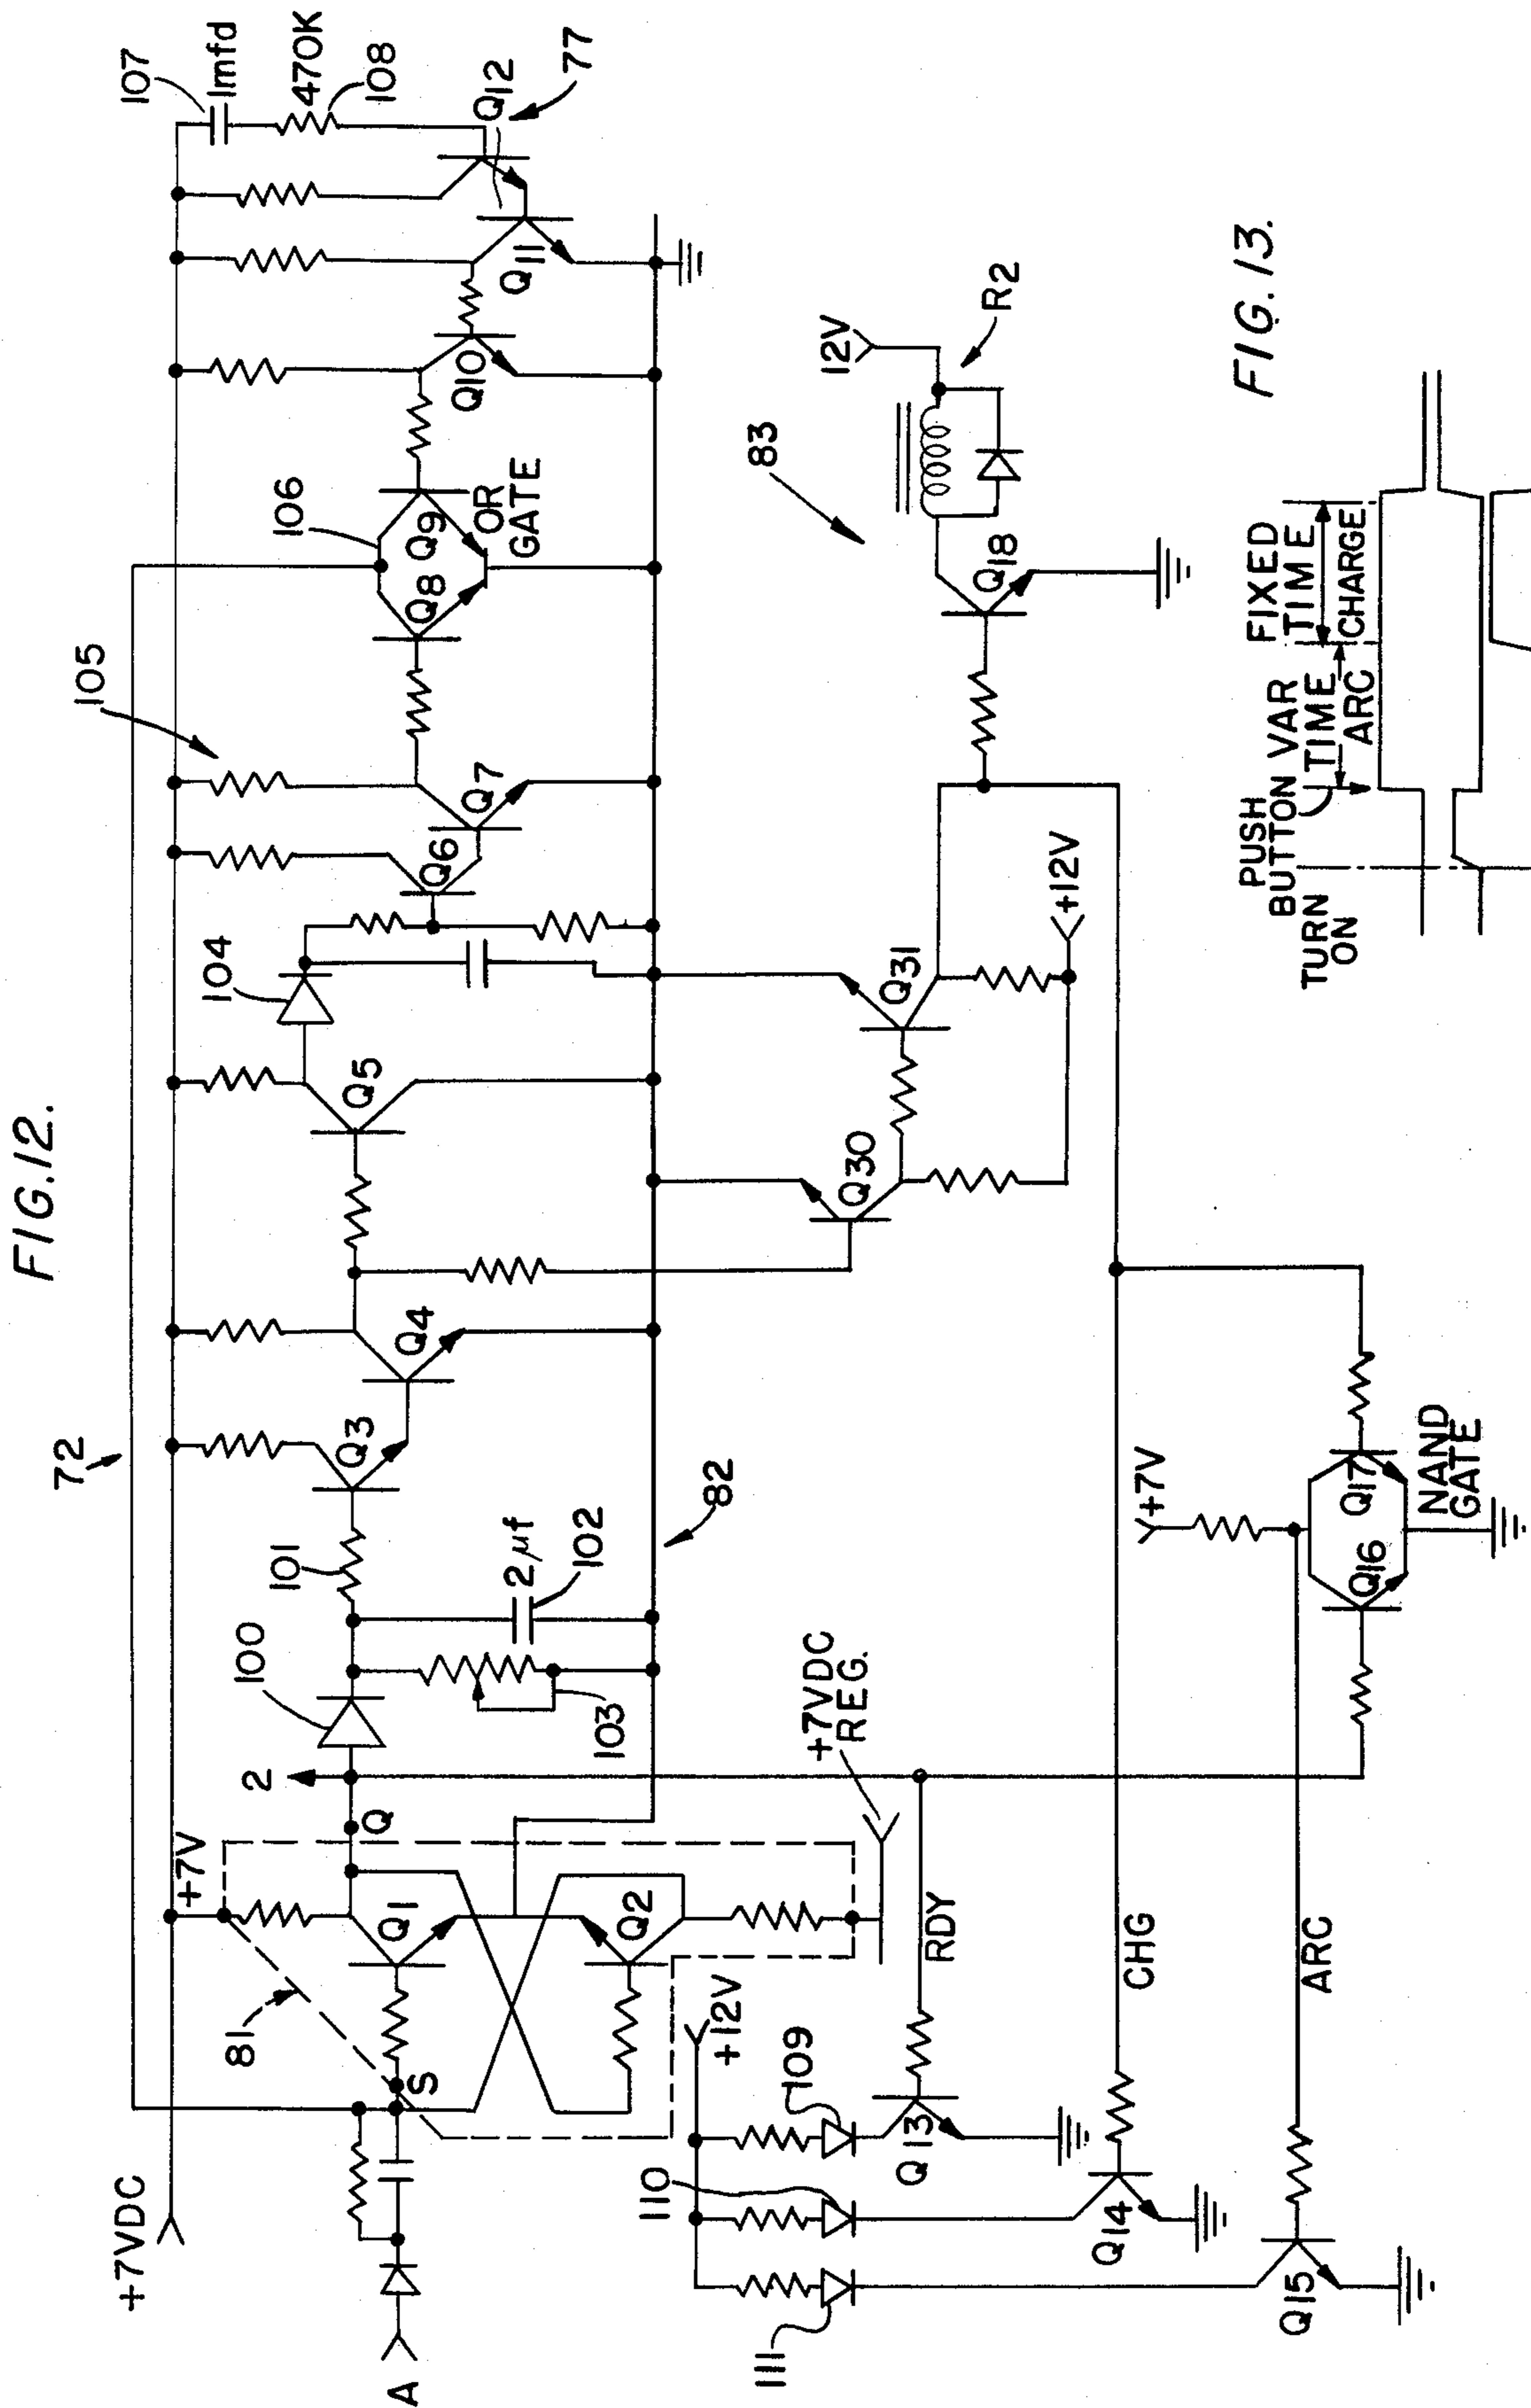 FIG.12.
72
105
106
107
1mfd
470K
108
+7VDC
+7V
81
A
S
Q
2
100
101
2 µf
102
103
82
104
Q1
Q2
Q3
Q4
Q5
Q6
Q7
Q8
Q9
OR
GATE
Q10
Q11
Q12
77
+7VDC
REG.
+12V
109
110
111
Q13
Q14
Q15
RDY
CHG
ARC
Q30
Q31
+12V
+7V
Q16
Q17
NAND
GATE
83
12V
R2
Q18
FIG.13.
TURN
ON
PUSH
BUTTON
VAR
TIME
ARC
FIXED
TIME
CHARGE